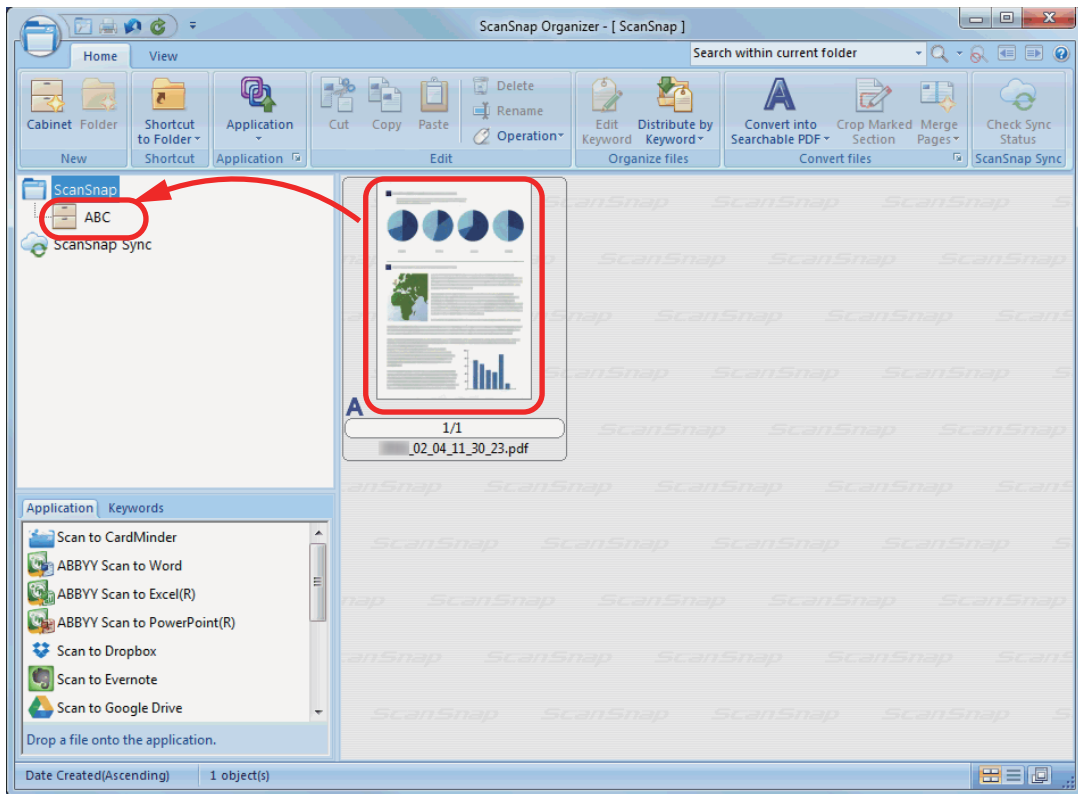 ScanSnap Organizer - [ ScanSnap ]
Home View
Search within current folder
Cabinet Folder
Shortcut to Folder
Application
Cut Copy Paste
Delete
Rename
Operation
Edit Keyword
Distribute by Keyword
Convert into Searchable PDF
Crop Marked Section
Merge Pages
Check Sync Status
New Shortcut Application Edit Organize files Convert files ScanSnap Sync
ScanSnap
ABC
ScanSnap Sync
A
1/1
_02_04_11_30_23.pdf
Application Keywords
Scan to CardMinder
ABBYY Scan to Word
ABBYY Scan to Excel(R)
ABBYY Scan to PowerPoint(R)
Scan to Dropbox
Scan to Evernote
Scan to Google Drive
Drop a file onto the application.
Date Created(Ascending) 1 object(s)